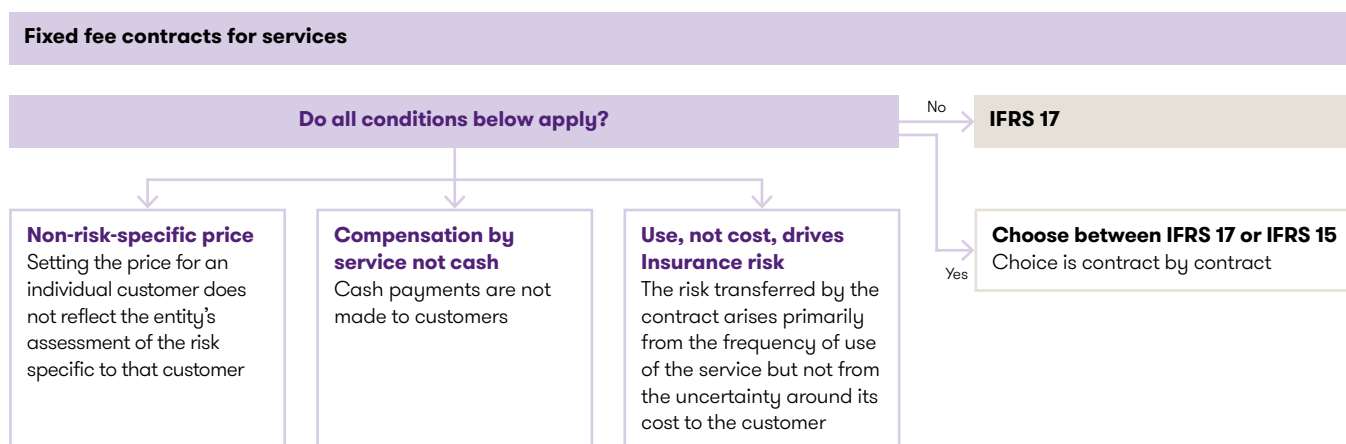 Fixed fee contracts for services
Do all conditions below apply?
No
IFRS 17
Non-risk-specific price
Setting the price for an
individual customer does
not reflect the entity's
assessment of the risk
specific to that customer
Compensation by
service not cash
Cash payments are not
made to customers
Use, not cost, drives
Insurance risk
The risk transferred by the
contract arises primarily
from the frequency of use
of the service but not from
the uncertainty around its
cost to the customer
Yes
Choose between IFRS 17 or IFRS 15
Choice is contract by contract